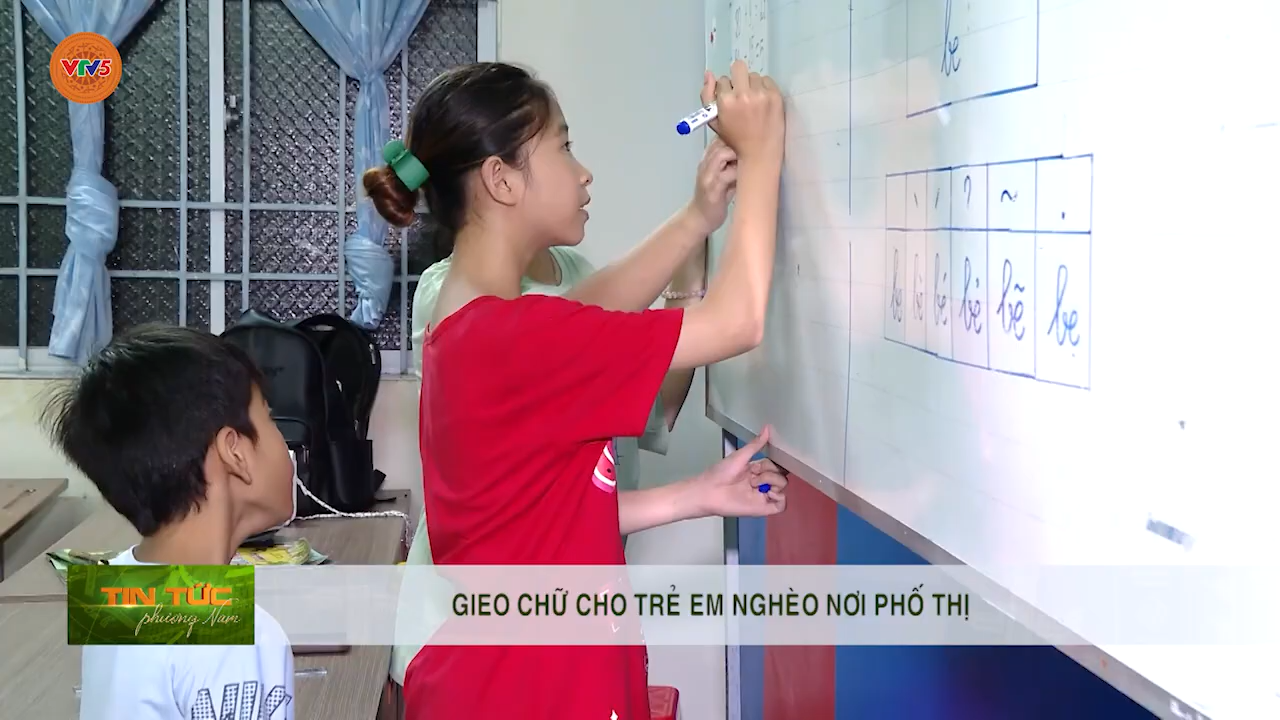 VTV5
be
` ´ ̉ ~ .
be bè bé bẻ bẽ bẹ
TIN TỨC
phương Nam
GIEO CHỮ CHO TRẺ EM NGHÈO NƠI PHỐ THỊ